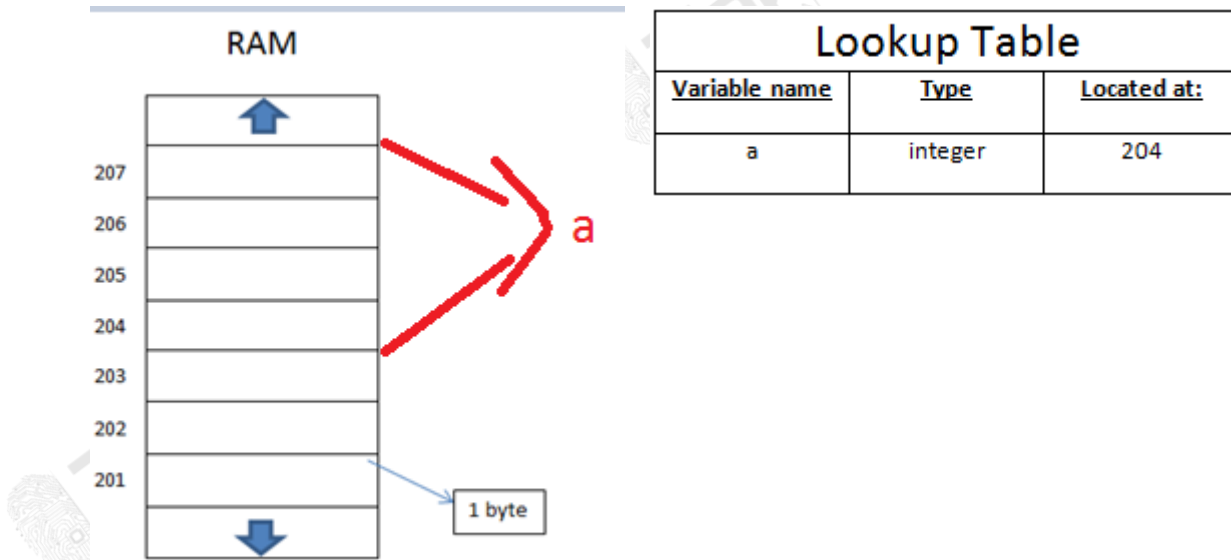 RAM
207
206
205
204
203
202
201
1 byte
a
Lookup Table
Variable name Type Located at:
a integer 204